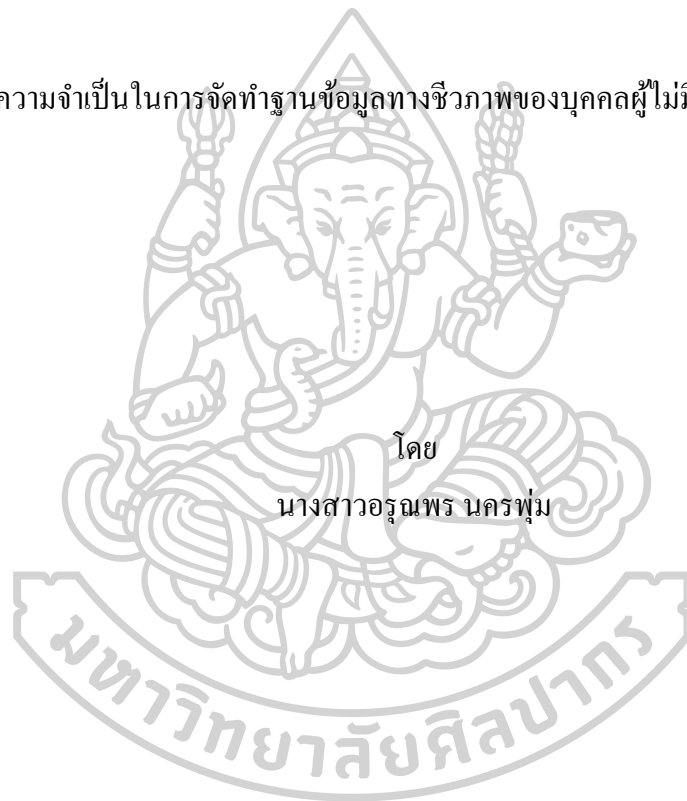 ความจำเป็นในการจัดทำฐานข้อมูลทางชีวภาพของบุคคลผู้ไม่มี
โดย
นางสาวอรุณพร นครพุ่ม
มหาวิทยาลัยศิลปากร